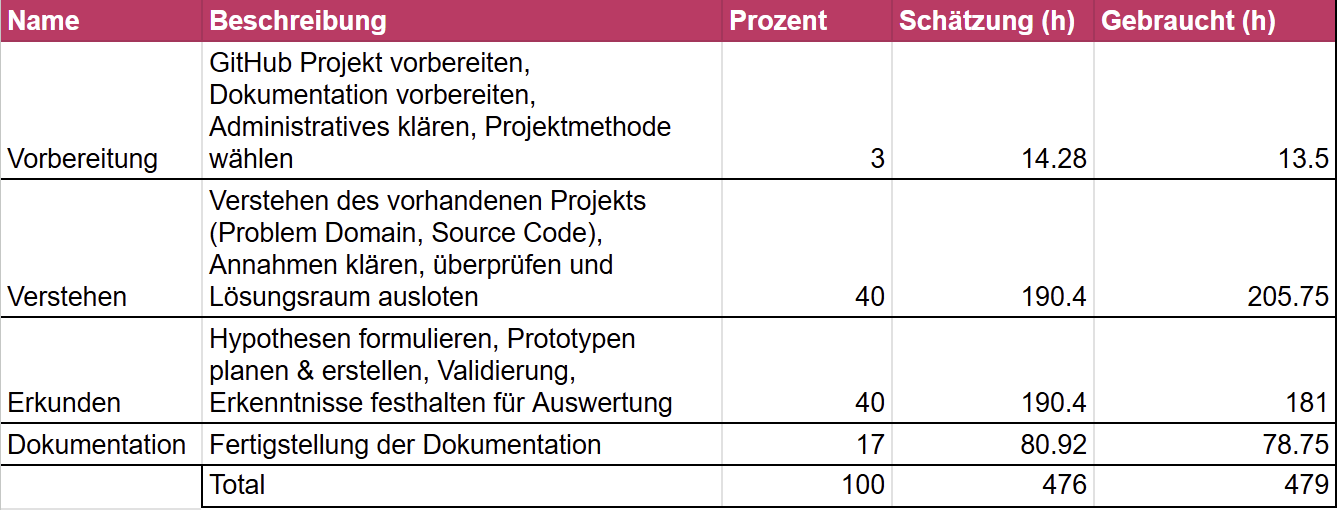 Name Beschreibung Prozent Schätzung (h) Gebraucht (h)
GitHub Projekt vorbereiten,
Dokumentation vorbereiten,
Administratives klären, Projektmethode
Vorbereitung wählen 3 14.28 13.5
Verstehen des vorhandenen Projekts
(Problem Domain, Source Code),
Annahmen klären, überprüfen und
Verstehen Lösungsraum ausloten 40 190.4 205.75
Hypothesen formulieren, Prototypen
planen & erstellen, Validierung,
Erkunden Erkenntnisse festhalten für Auswertung 40 190.4 181
Dokumentation Fertigstellung der Dokumentation 17 80.92 78.75
Total 100 476 479